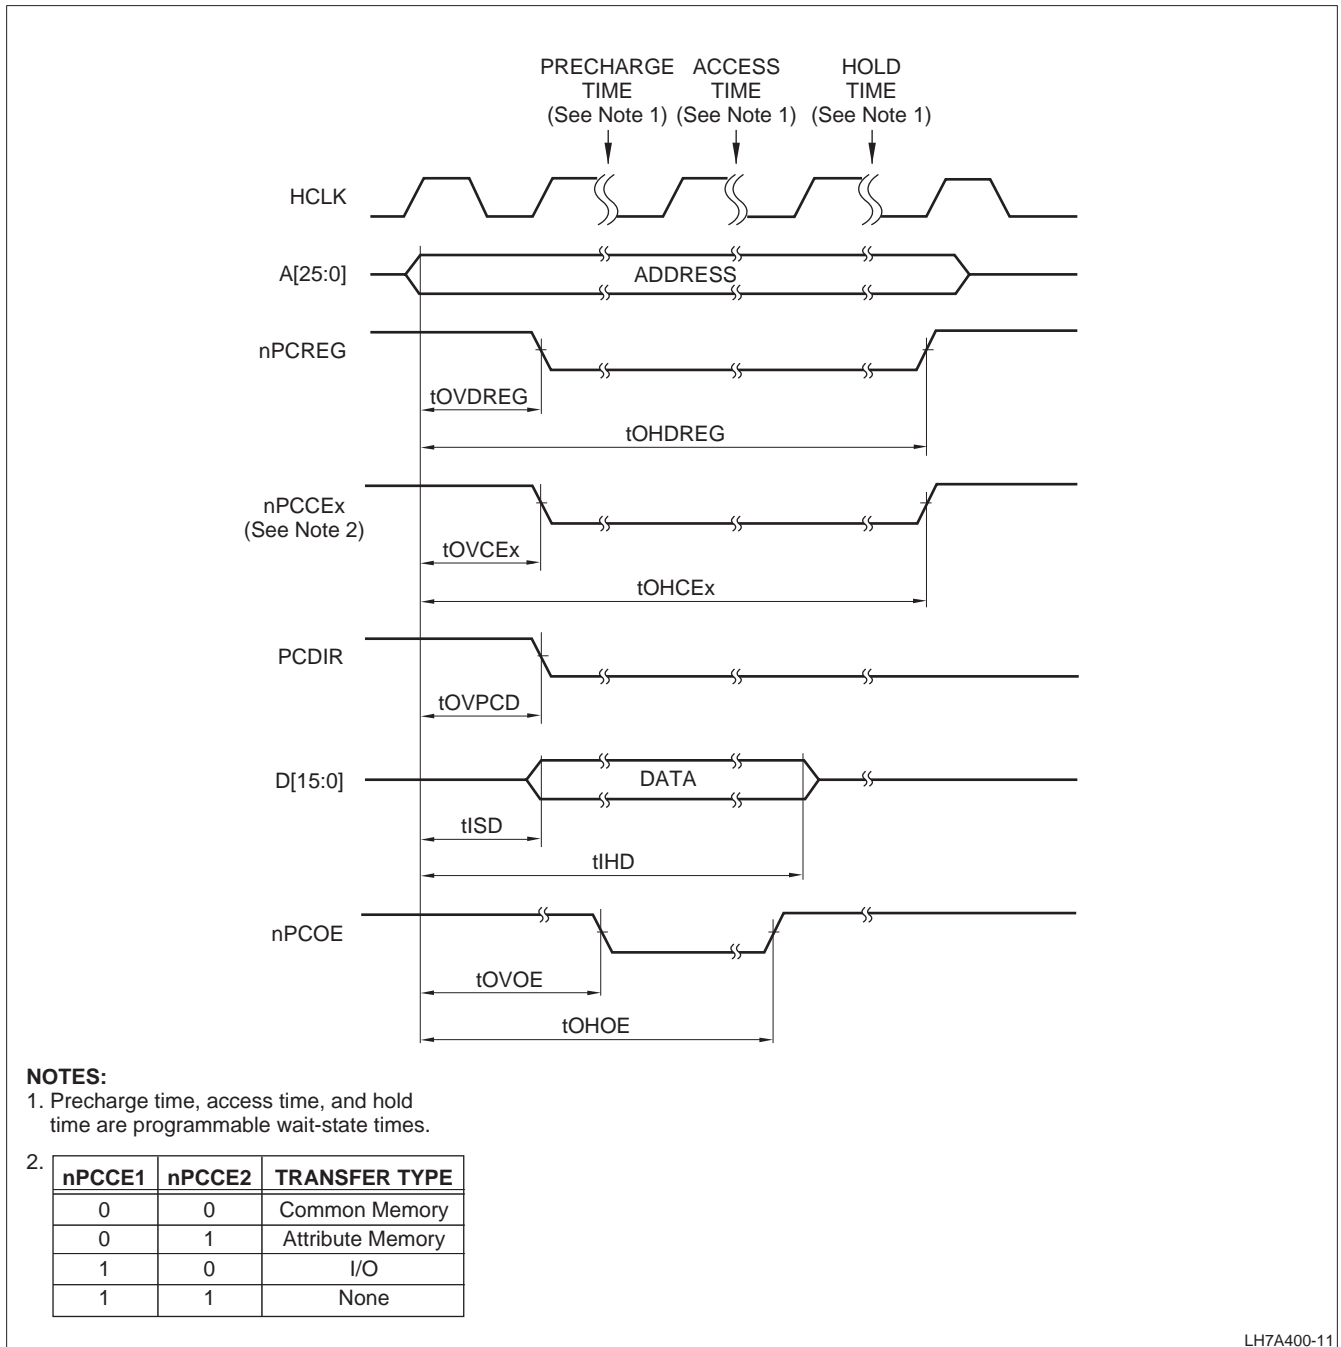 PRECHARGE ACCESS HOLD
TIME TIME TIME
(See Note 1) (See Note 1) (See Note 1)
HCLK
A[25:0]
ADDRESS
nPCREG
tOVDREG
tOHDREG
nPCCEx
(See Note 2)
tOVCEx
tOHCEx
PCDIR
tOVPCD
D[15:0]
DATA
tISD
tIHD
nPCOE
tOVOE
tOHOE
NOTES:
1. Precharge time, access time, and hold
time are programmable wait-state times.
2.
nPCCE1 nPCCE2 TRANSFER TYPE
0 0 Common Memory
0 1 Attribute Memory
1 0 I/O
1 1 None
LH7A400-11